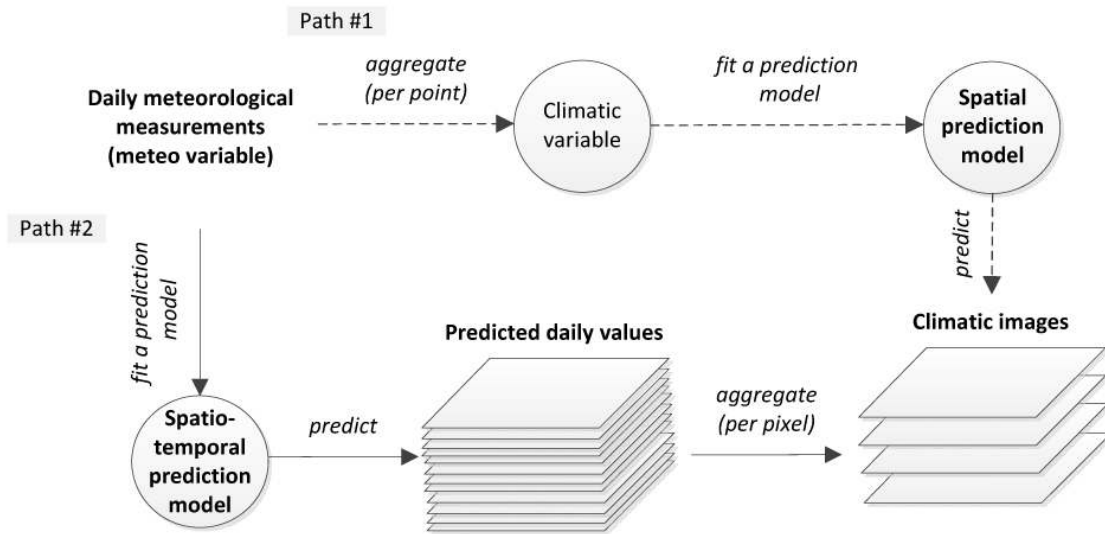 Path #1
aggregate
(per point)
fit a prediction
model
Daily meteorological
measurements
(meteo variable)
Climatic
variable
Spatial
prediction
model
Path #2
predict
fit a prediction
model
Predicted daily values
Climatic images
Spatio-
temporal
prediction
model
predict
aggregate
(per pixel)